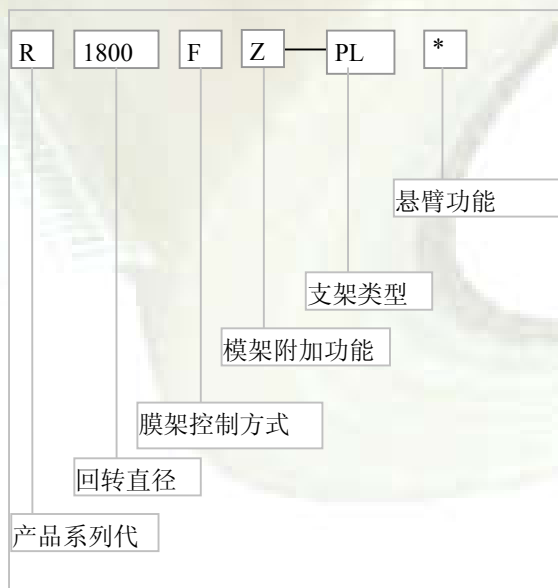 R 1800 F Z PL *
悬臂功能
支架类型
模架附加功能
膜架控制方式
回转直径
产品系列代